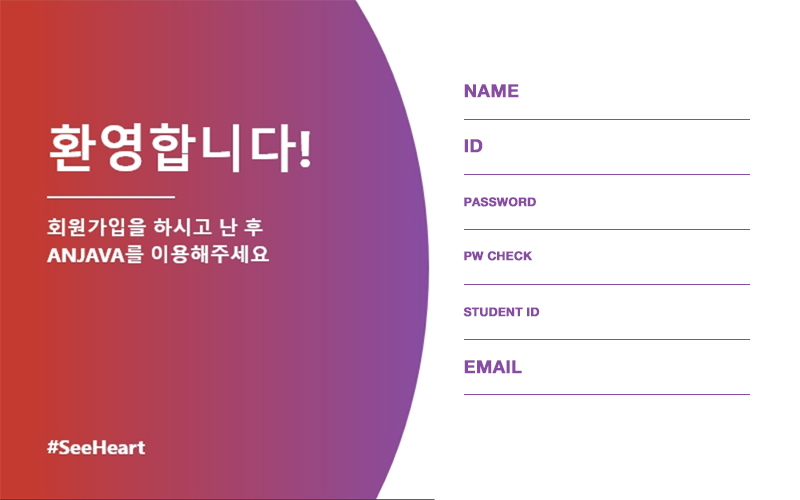 환영합니다!
회원가입을 하시고 난 후
ANJAVA를 이용해주세요
#SeeHeart
NAME
ID
PASSWORD
PW CHECK
STUDENT ID
EMAIL